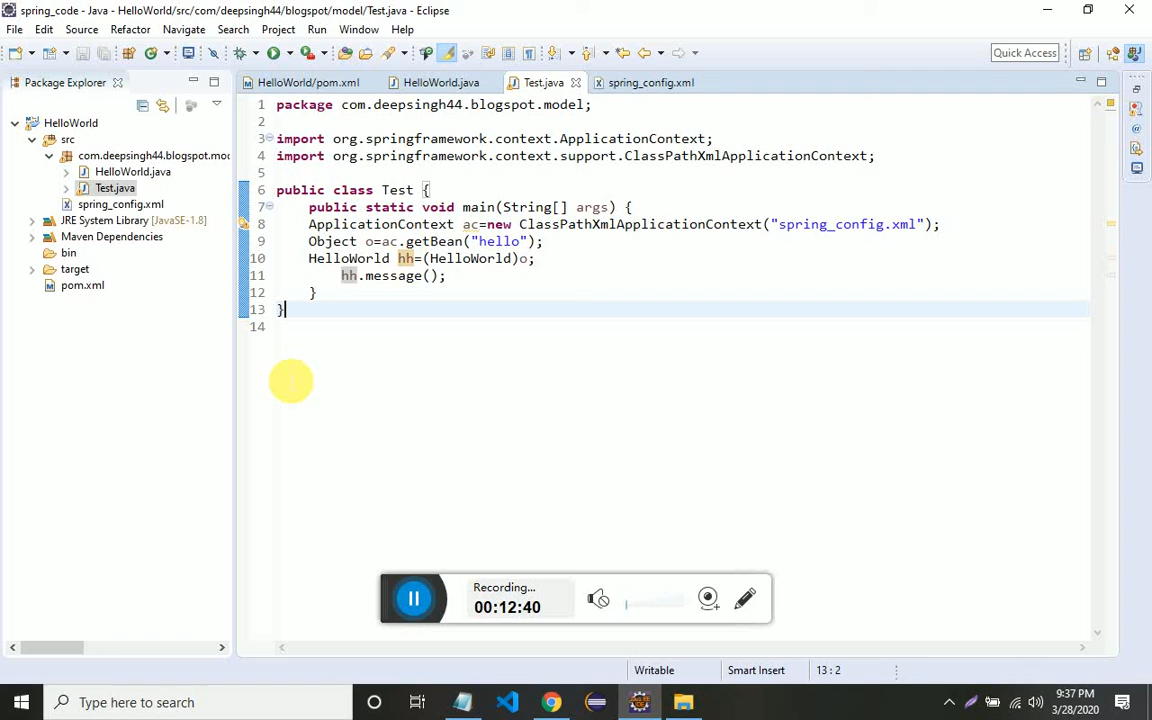 spring_code - Java - HelloWorld/src/com/deepsingh44/blogspot/model/Test.java - Eclipse
File Edit Source Refactor Navigate Search Project Run Window Help
Quick Access
Package Explorer
HelloWorld/pom.xml HelloWorld.java Test.java spring_config.xml
HelloWorld
src
com.deepsingh44.blogspot.moc
HelloWorld.java
Test.java
spring_config.xml
JRE System Library [JavaSE-1.8]
Maven Dependencies
bin
target
pom.xml
1 package com.deepsingh44.blogspot.model;
2
3 import org.springframework.context.ApplicationContext;
4 import org.springframework.context.support.ClassPathXmlApplicationContext;
5
6 public class Test {
7 public static void main(String[] args) {
8 ApplicationContext ac=new ClassPathXmlApplicationContext("spring_config.xml");
9 Object o=ac.getBean("hello");
10 HelloWorld hh=(HelloWorld)o;
11 hh.message();
12 }
13 }
14
Recording...
00:12:40
Writable Smart Insert 13 : 2
Type here to search
9:37 PM
3/28/2020